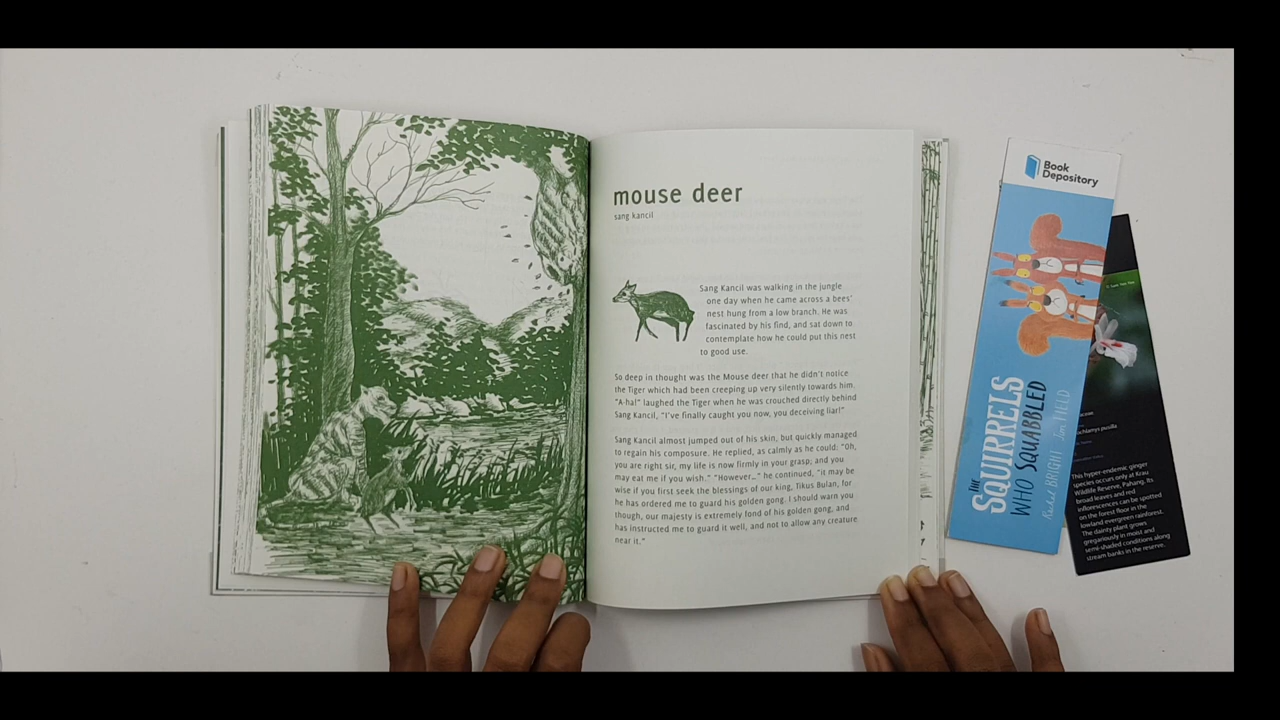 mouse deer
sang kancil
Sang Kancil was walking in the jungle
one day when he came across a bees'
nest hung from a low branch. He was
fascinated by his find, and sat down to
contemplate how he could put this nest
to good use.
So deep in thought was the Mouse deer that he didn't notice
the Tiger which had been creeping up very silently towards him.
"A-ha!" laughed the Tiger when he was crouched directly behind
Sang Kancil, "I've finally caught you now, you deceiving liar!"
Sang Kancil almost jumped out of his skin, but quickly managed
to regain his composure. He replied, as calmly as he could: "Oh,
you are right sir, my life is now firmly in your grasp; and you
may eat me if you wish." "However..." he continued, "it may be
wise if you first seek the blessings of our king, Tikus Bulan, for
he has ordered me to guard his golden gong. I should warn you
though, our majesty is extremely fond of his golden gong, and
has instructed me to guard it well, and not to allow any creature
near it."
Book
Depository
THE
SQUIRRELS
WHO SQUABBLED
Rachel BRIGHT Jim FIELD
This hyper-endemic ginger
species occurs only at Krau
Wildlife Reserve, Pahang. Its
broad leaves and red
inflorescences can be spotted
on the forest floor in the
lowland evergreen rainforest.
The dainty plant grows
gregariously in moist and
semi-shaded conditions along
stream banks in the reserve.